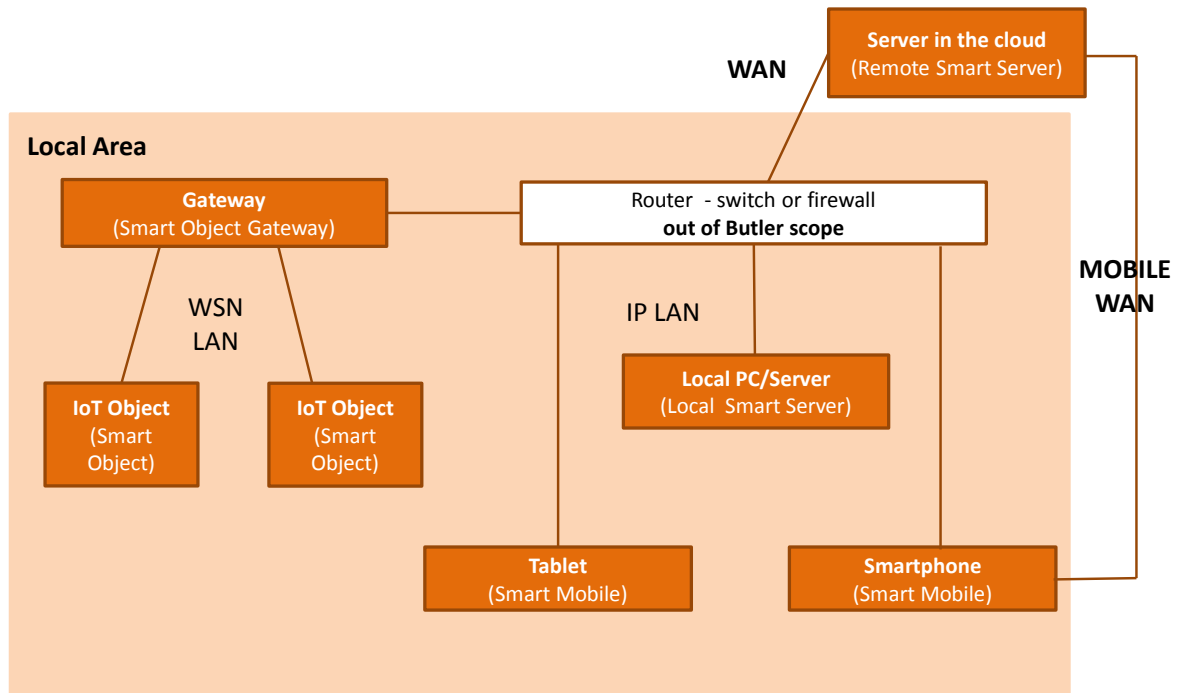 Server in the cloud
(Remote Smart Server)
WAN
Local Area
Gateway
(Smart Object Gateway)
Router - switch or firewall
out of Butler scope
MOBILE
WAN
WSN
LAN
IP LAN
IoT Object
(Smart
Object)
IoT Object
(Smart
Object)
Local PC/Server
(Local Smart Server)
Tablet
(Smart Mobile)
Smartphone
(Smart Mobile)